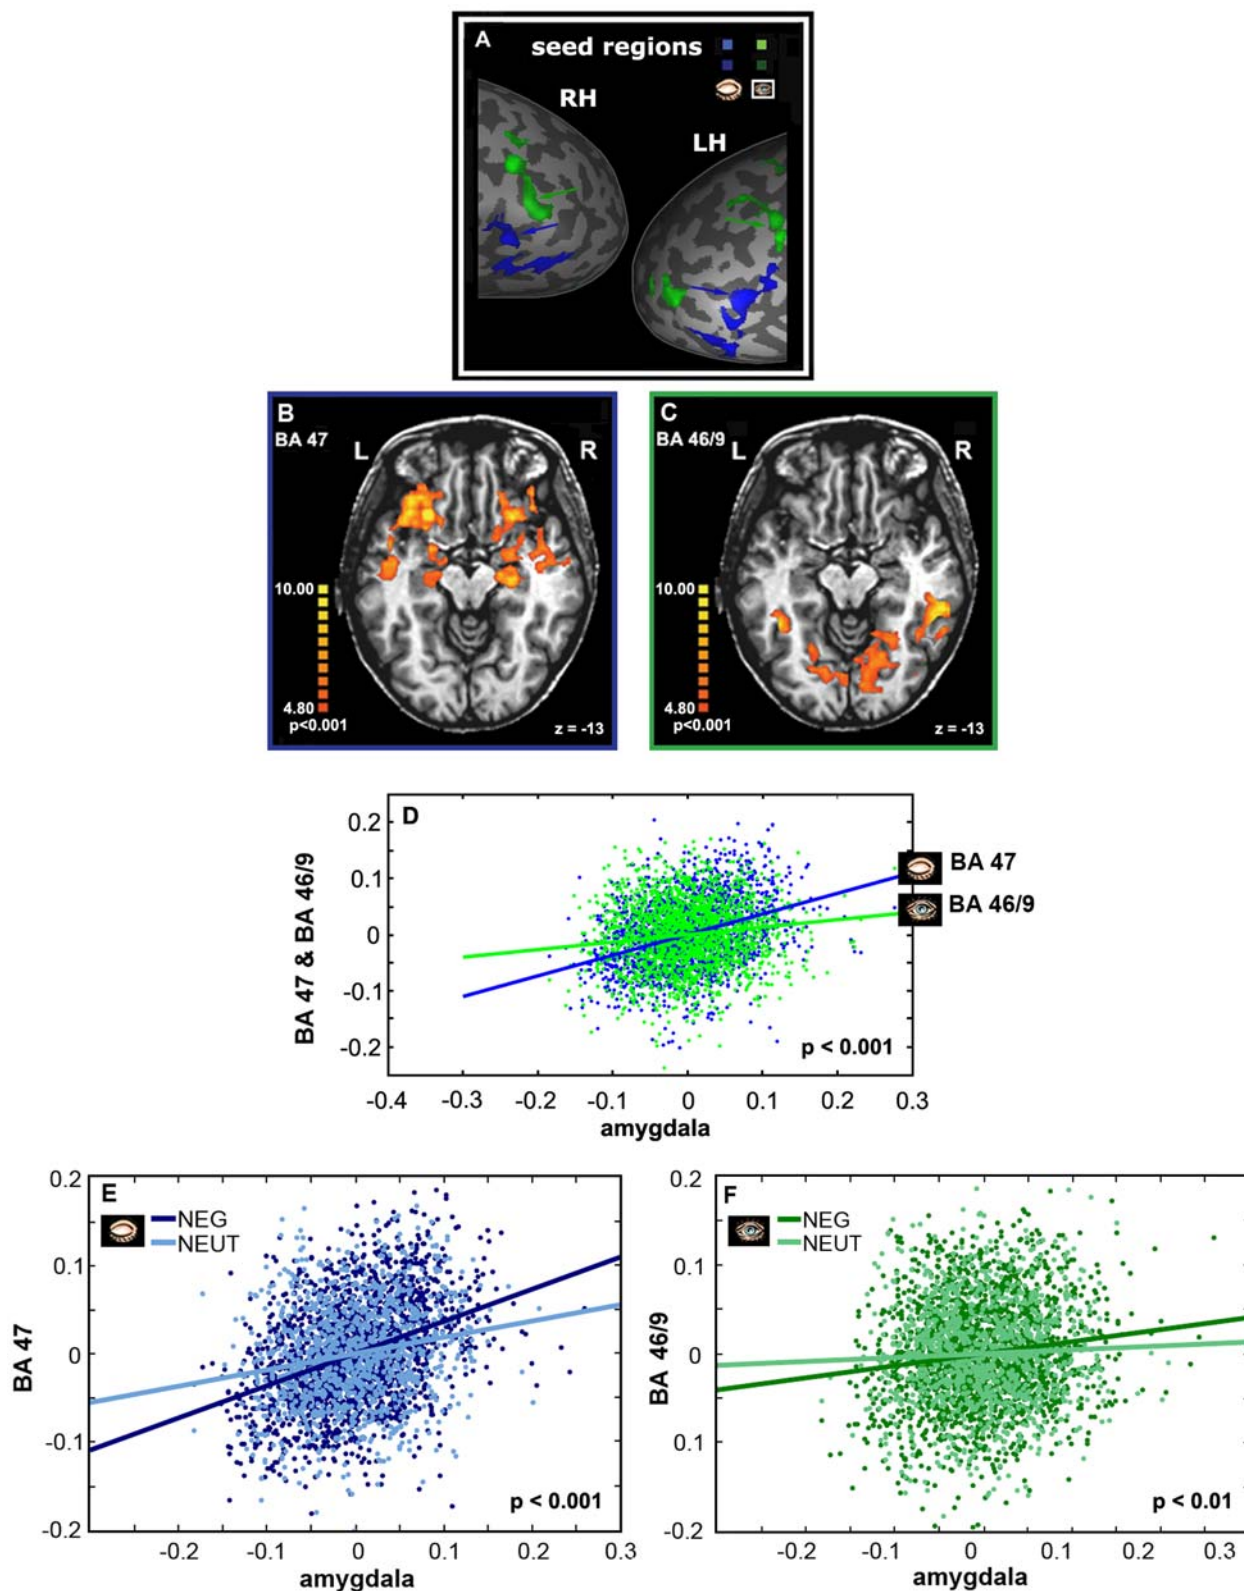 A
seed regions
RH
LH
B
BA 47
L
R
10.00
4.80
p<0.001
z = -13
C
BA 46/9
L
R
10.00
4.80
p<0.001
z = -13
D
BA 47 & BA 46/9
0.2
0.1
0
-0.1
-0.2
-0.4
-0.3
-0.2
-0.1
0
0.1
0.2
0.3
amygdala
BA 47
BA 46/9
p < 0.001
E
NEG
NEUT
BA 47
0.2
0.1
0
-0.1
-0.2
-0.2
-0.1
0
0.1
0.2
0.3
amygdala
p < 0.001
F
NEG
NEUT
BA 46/9
0.2
0.1
0
0.1
-0.2
-0.2
-0.1
0
0.1
0.2
0.3
amygdala
p < 0.01